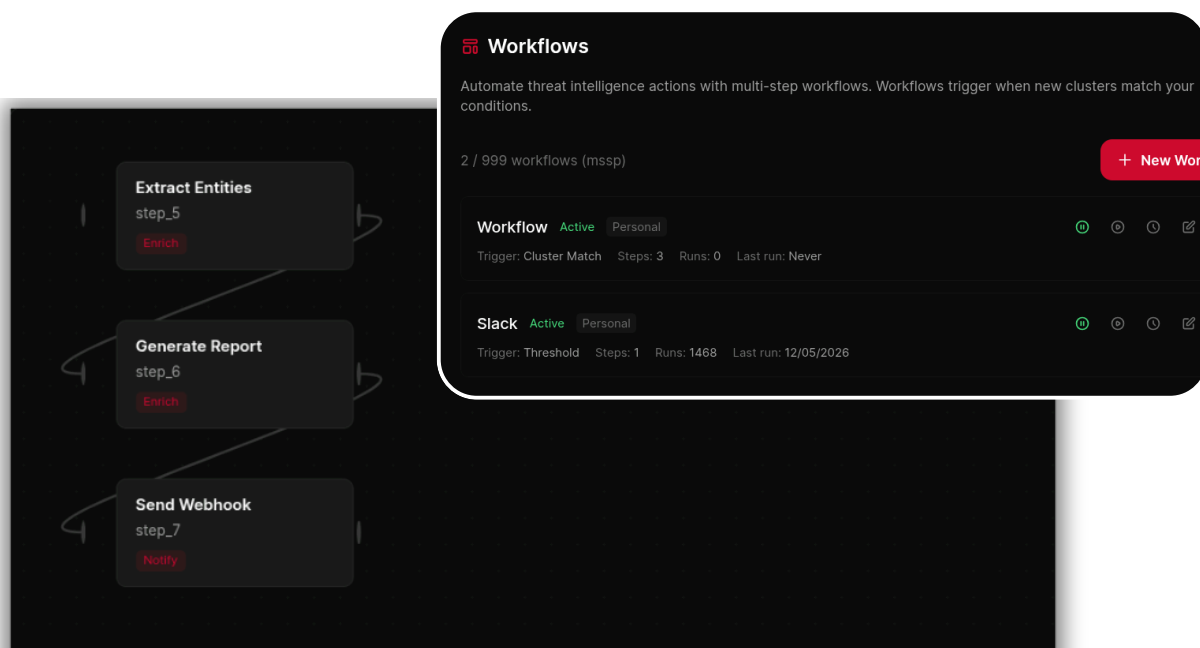 Workflows
Automate threat intelligence actions with multi-step workflows. Workflows trigger when new clusters match your
conditions.
2 / 999 workflows (mssp)
+ New Wor
Workflow Active Personal
Trigger: Cluster Match Steps: 3 Runs: 0 Last run: Never
Slack Active Personal
Trigger: Threshold Steps: 1 Runs: 1468 Last run: 12/05/2026
Extract Entities
step_5
Enrich
Generate Report
step_6
Enrich
Send Webhook
step_7
Notify